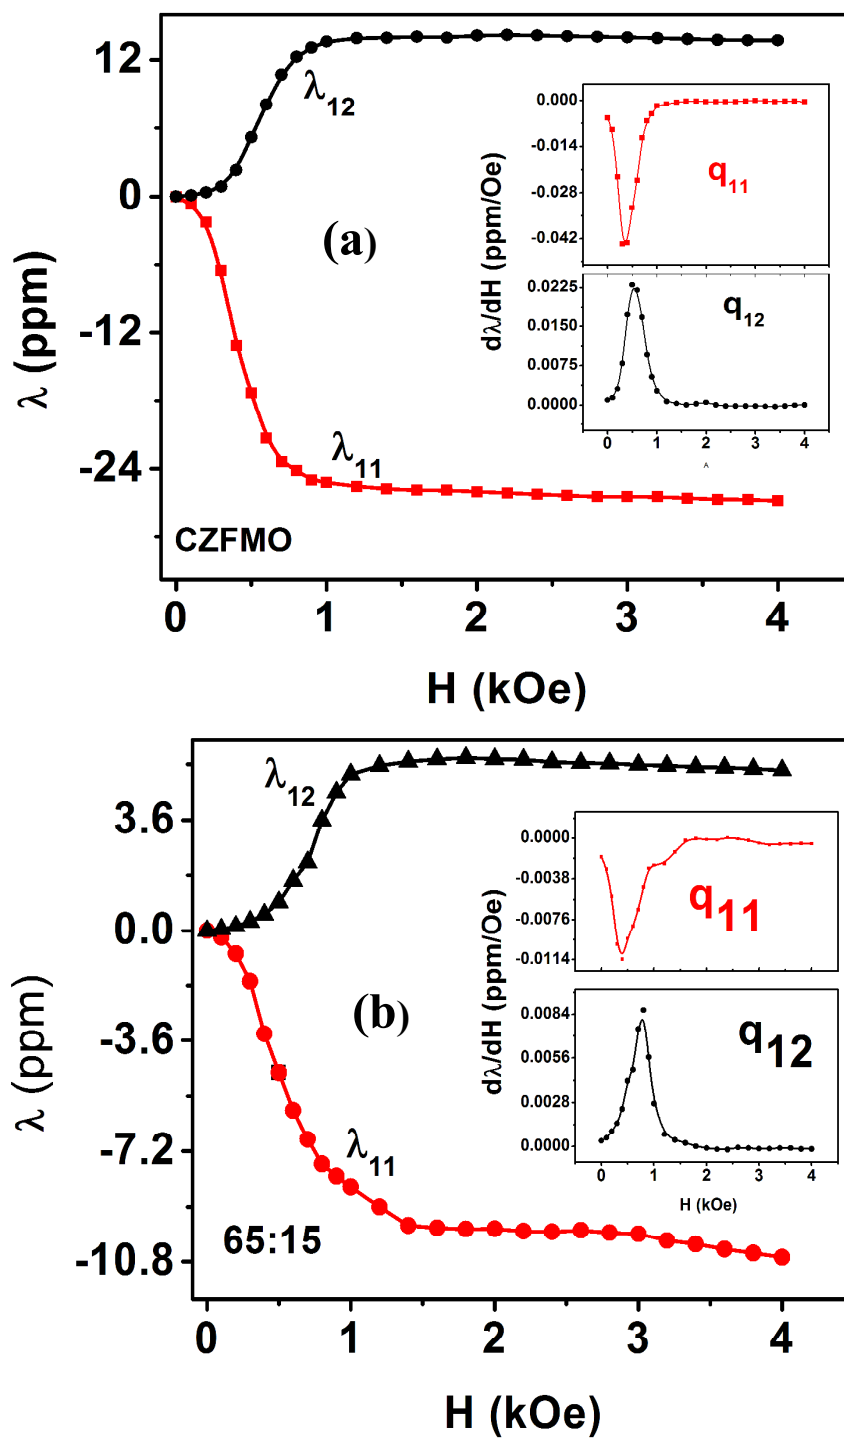 12
0
-12
-24
λ (ppm)
λ12
(a)
λ11
CZFMO
0 1 2 3 4
H (kOe)
dλ/dH (ppm/Oe)
0.000
-0.014
-0.028
-0.042
q11
0.0225
0.0150
0.0075
0.0000
q12
0 1 2 3 4
A
3.6
0.0
-3.6
-7.2
-10.8
λ (ppm)
λ12
(b)
λ11
65:15
0 1 2 3 4
H (kOe)
dλ/dH (ppm/Oe)
0.0000
-0.0038
-0.0076
-0.0114
q11
0.0084
0.0056
0.0028
0.0000
q12
0 1 2 3 4
H (kOe)